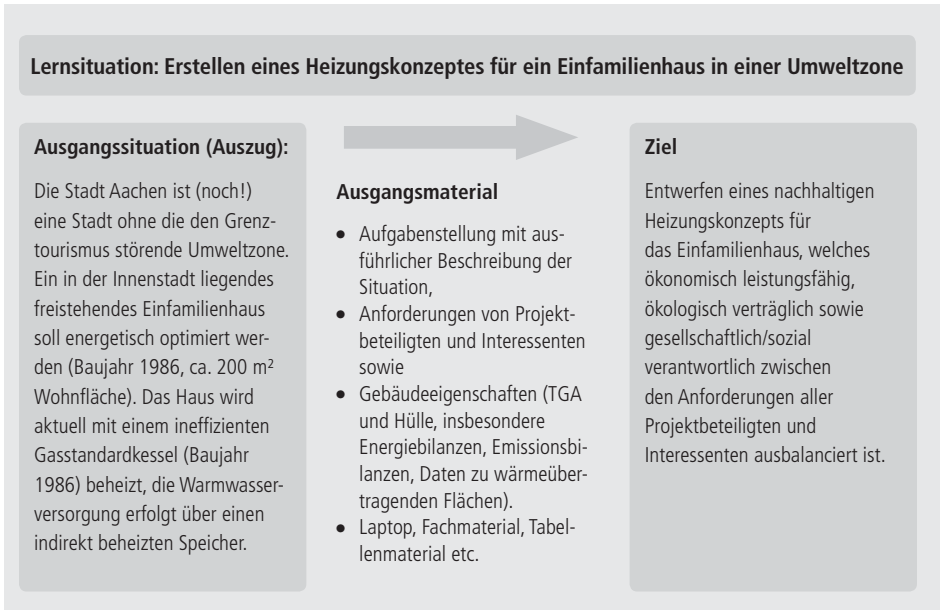 Lernsituation: Erstellen eines Heizungskonzeptes für ein Einfamilienhaus in einer Umweltzone
Ausgangssituation (Auszug):
Die Stadt Aachen ist (noch!)
eine Stadt ohne die den Grenz-
tourismus störende Umweltzone.
Ein in der Innenstadt liegendes
freistehendes Einfamilienhaus
soll energetisch optimiert wer-
den (Baujahr 1986, ca. 200 m²
Wohnfläche). Das Haus wird
aktuell mit einem ineffizienten
Gasstandardkessel (Baujahr
1986) beheizt, die Warmwasser-
versorgung erfolgt über einen
indirekt beheizten Speicher.
Ausgangsmaterial
• Aufgabenstellung mit aus-
führlicher Beschreibung der
Situation,
• Anforderungen von Projekt-
beteiligten und Interessenten
sowie
• Gebäudeeigenschaften (TGA
und Hülle, insbesondere
Energiebilanzen, Emissionsbi-
lanzen, Daten zu wärmeüber-
tragenden Flächen).
• Laptop, Fachmaterial, Tabel-
lenmaterial etc.
Ziel
Entwerfen eines nachhaltigen
Heizungskonzepts für
das Einfamilienhaus, welches
ökonomisch leistungsfähig,
ökologisch verträglich sowie
gesellschaftlich/sozial
verantwortlich zwischen
den Anforderungen aller
Projektbeteiligten und
Interessenten ausbalanciert ist.